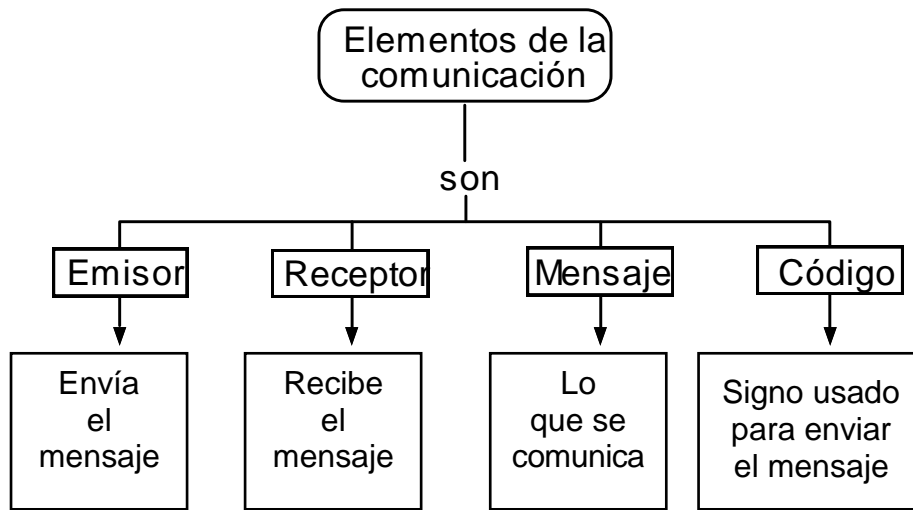 Elementos de la
comunicación
son
Emisor
Receptor
Mensaje
Código
Envía
el
mensaje
Recibe
el
mensaje
Lo
que se
comunica
Signo usado
para enviar
el mensaje